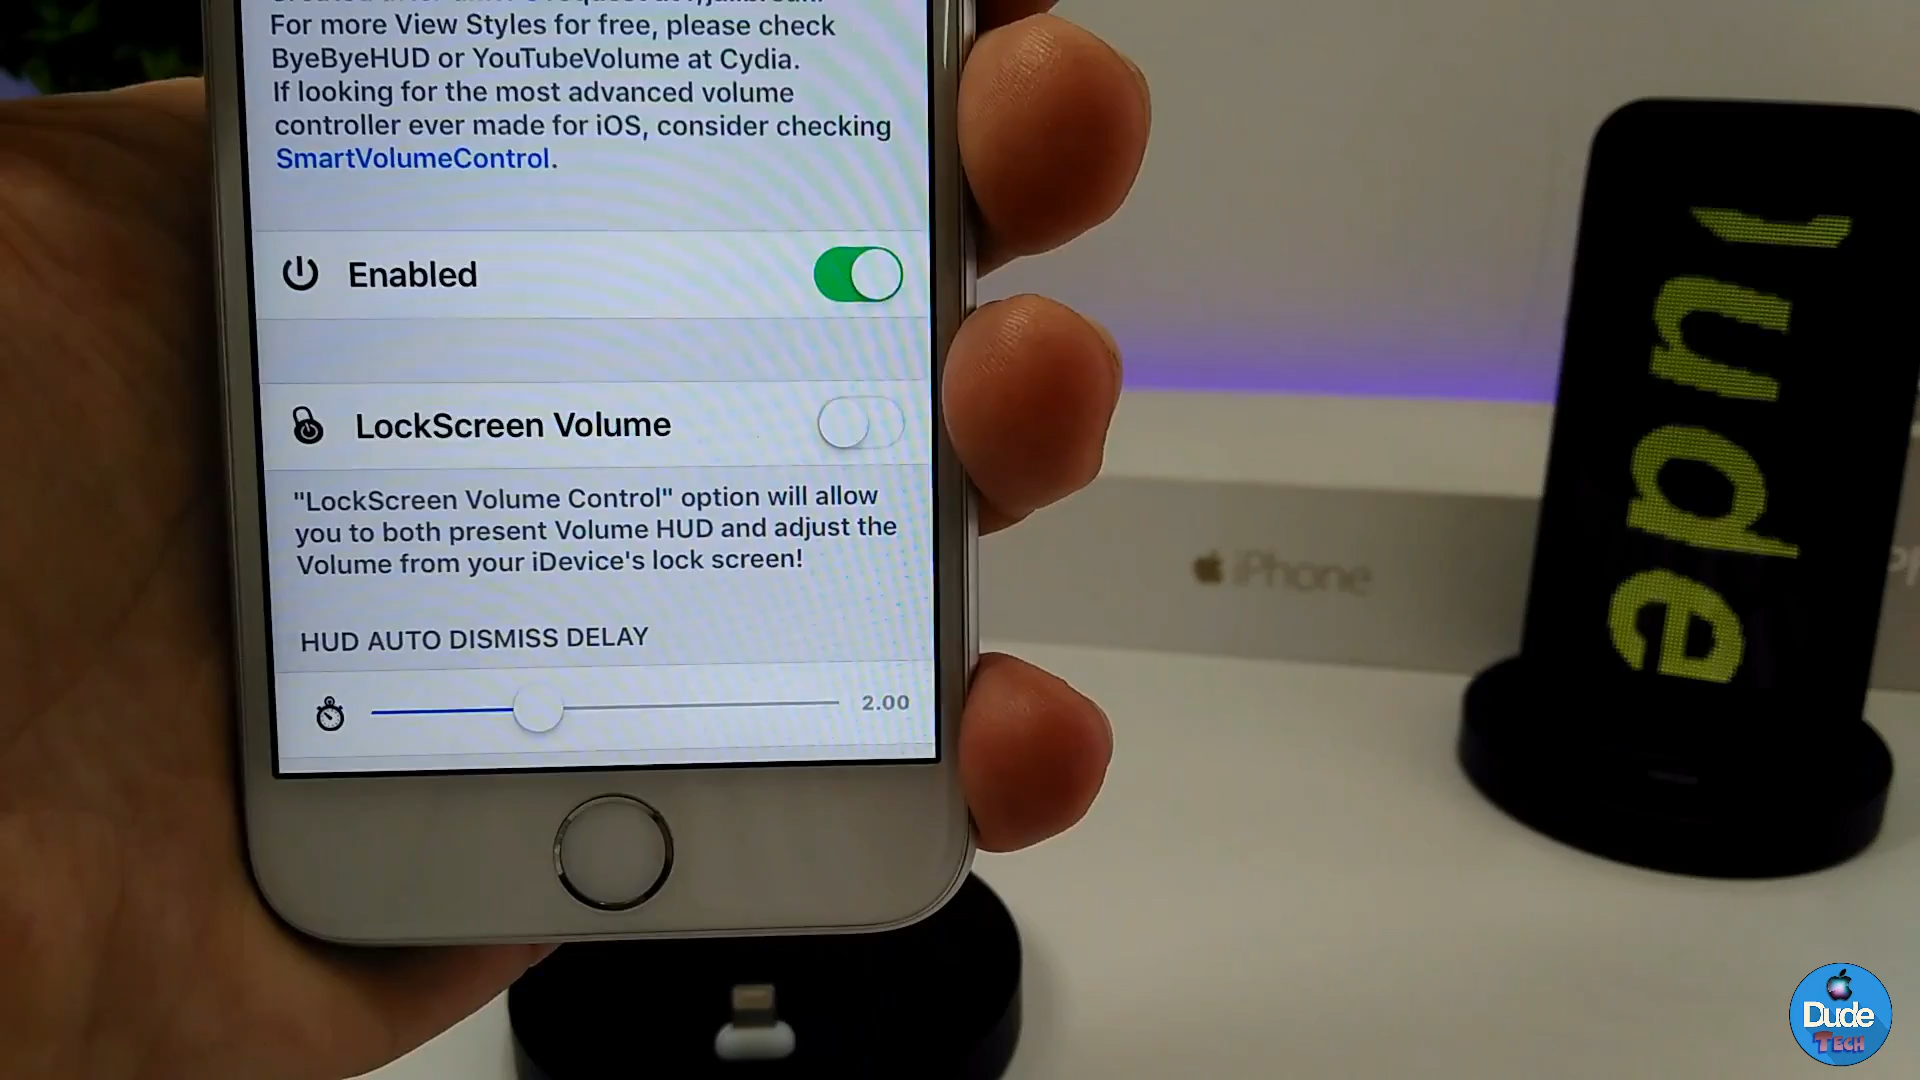 For more View Styles for free, please check
ByeByeHUD or YouTubeVolume at Cydia.
If looking for the most advanced volume
controller ever made for iOS, consider checking
SmartVolumeControl.
Enabled
LockScreen Volume
"LockScreen Volume Control" option will allow
you to both present Volume HUD and adjust the
Volume from your iDevice's lock screen!
HUD AUTO DISMISS DELAY
2.00
iPhone
ude
Dude
TECH